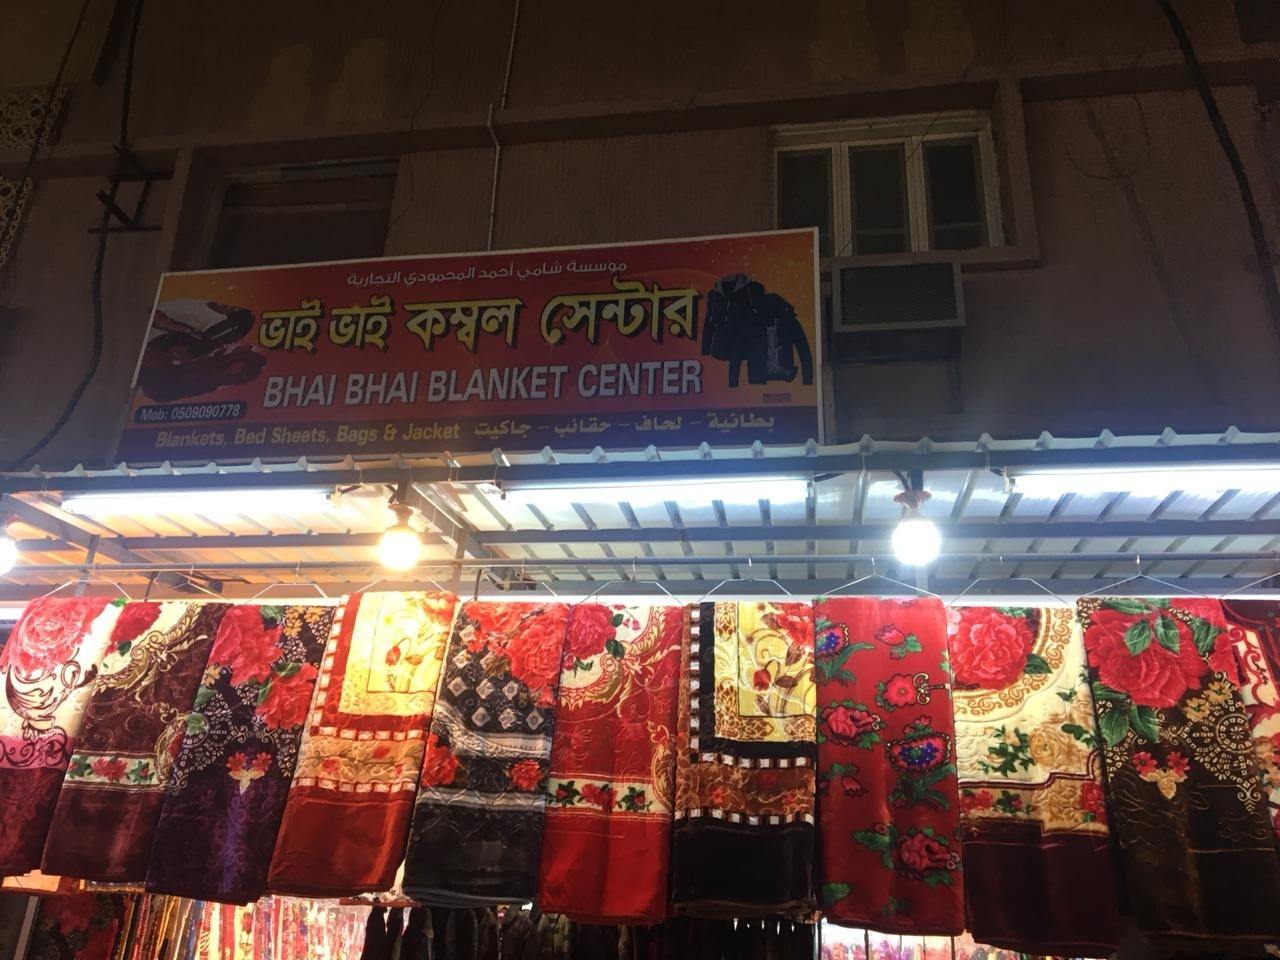 مؤسسة شامي أحمد المحمودي التجارية
ভাই ভাই কম্বল সেন্টার
BHAI BHAI BLANKET CENTER
Mob: 0509090778
Blankets, Bed Sheets, Bags & Jacket بطانية - لحاف - حقائب - جاكيت